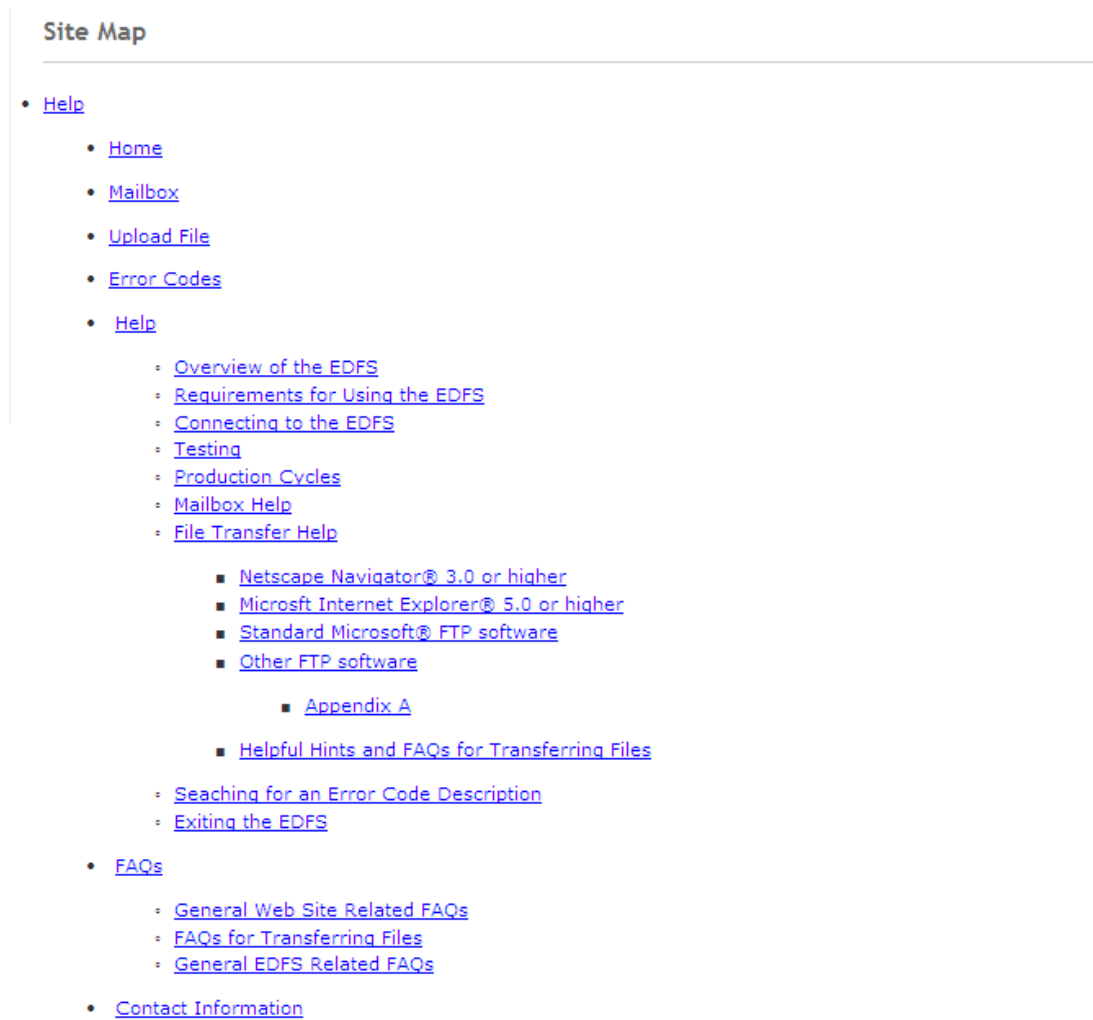 Site Map
Help
Home
Mailbox
Upload File
Error Codes
Help
Overview of the EDFS
Requirements for Using the EDFS
Connecting to the EDFS
Testing
Production Cycles
Mailbox Help
File Transfer Help
Netscape Navigator® 3.0 or higher
Microsft Internet Explorer® 5.0 or higher
Standard Microsoft® FTP software
Other FTP software
Appendix A
Helpful Hints and FAQs for Transferring Files
Seaching for an Error Code Description
Exiting the EDFS
FAQs
General Web Site Related FAQs
FAQs for Transferring Files
General EDFS Related FAQs
Contact Information